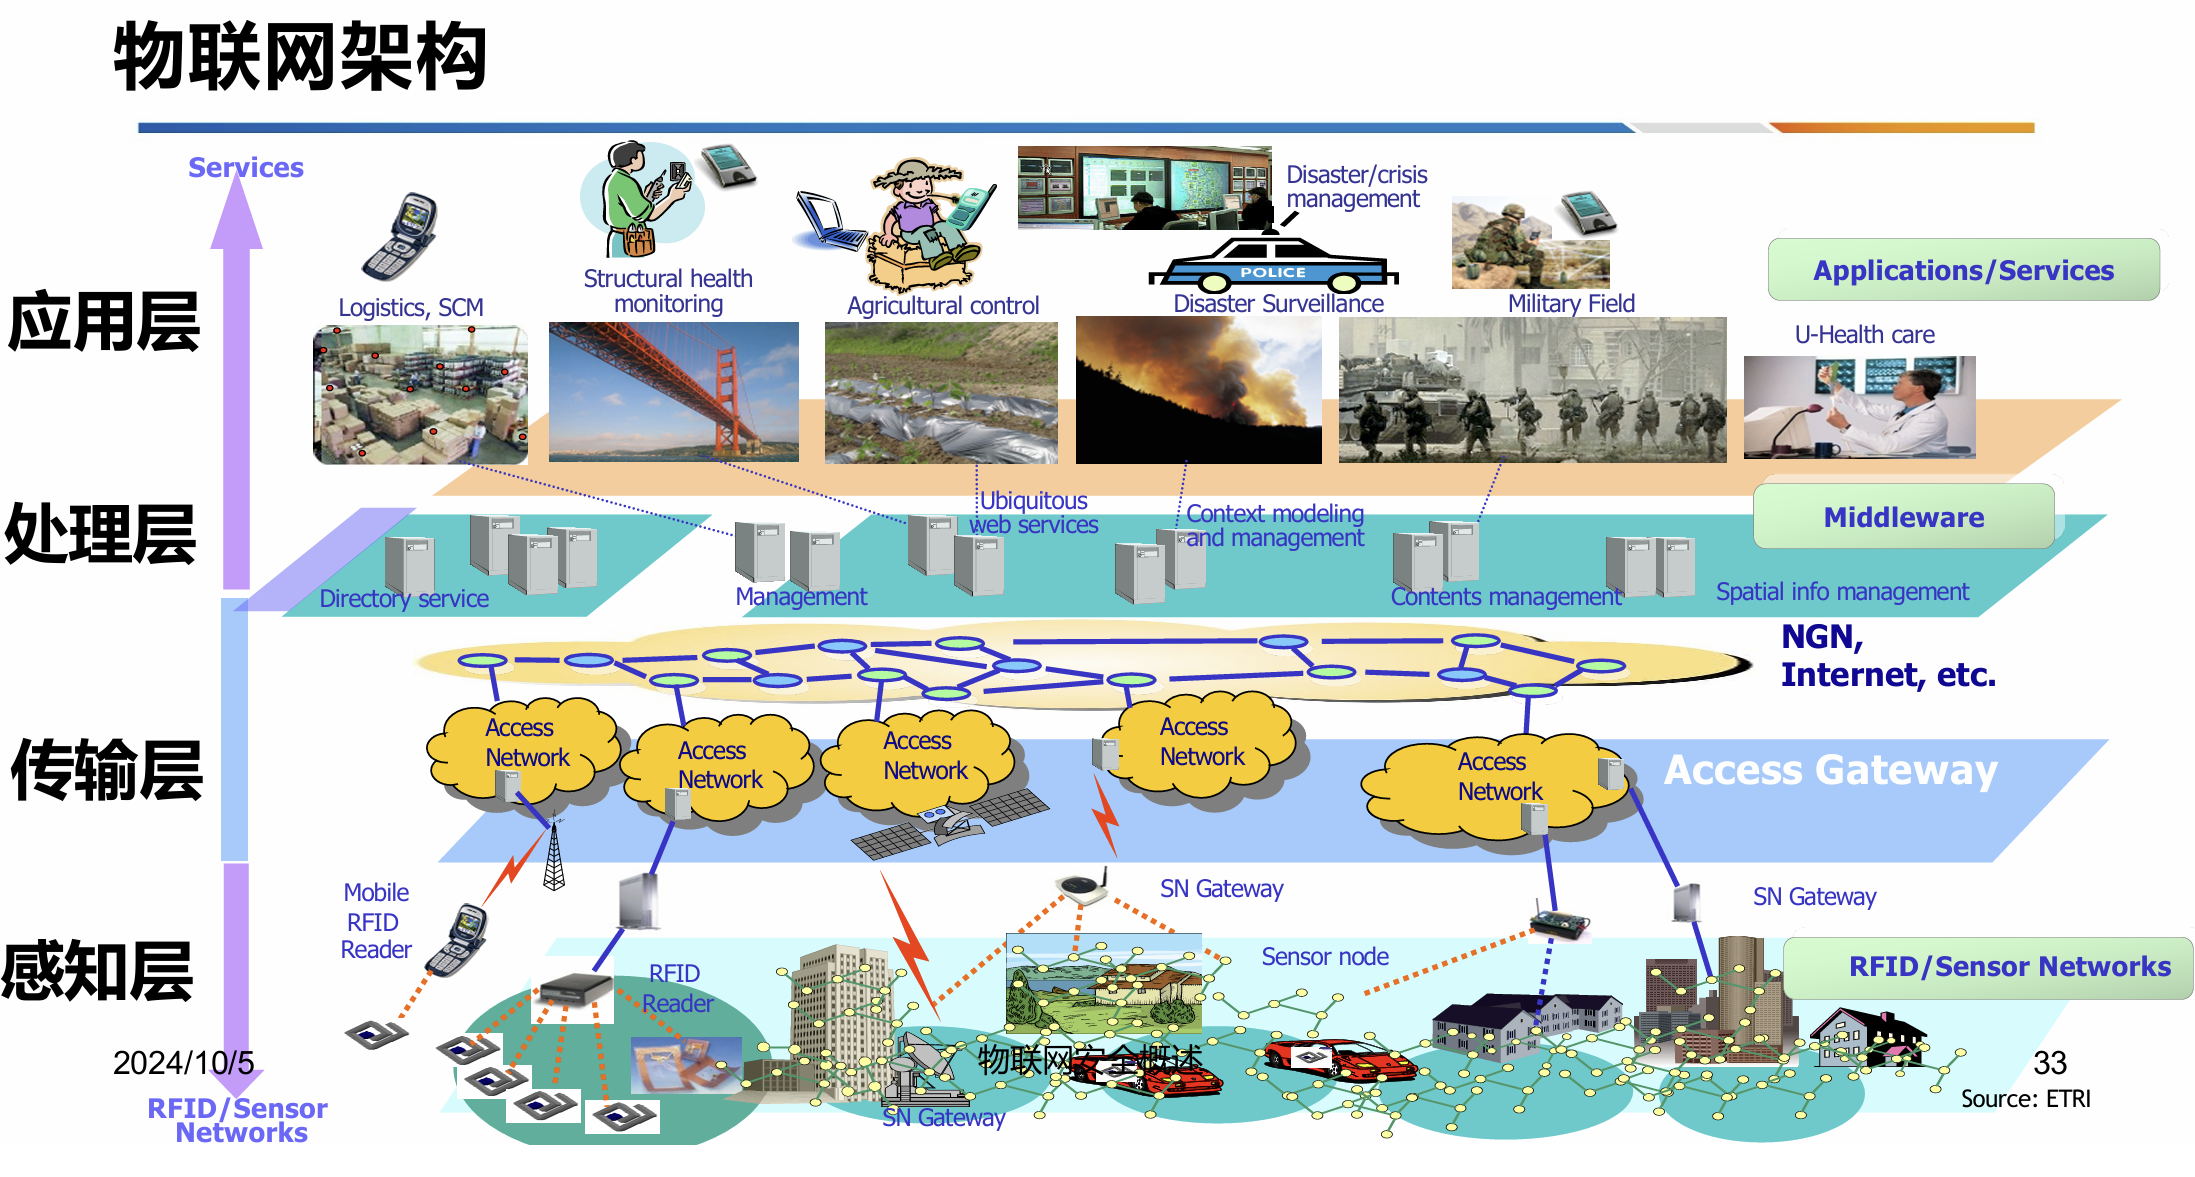 物联网架构
Services
Disaster/crisis
management
POLICE
Structural health
monitoring
Logistics, SCM
Agricultural control
Disaster Surveillance
Military Field
Applications/Services
应用层
U-Health care
处理层
Ubiquitous
web services
Context modeling
and management
Middleware
Directory service
Management
Contents management
Spatial info management
NGN,
Internet, etc.
传输层
Access
Network
Access
Network
Access
Network
Access
Network
Access
Network
Access Gateway
Mobile
RFID
Reader
SN Gateway
SN Gateway
感知层
RFID
Reader
Sensor node
RFID/Sensor Networks
2024/10/5
物联网安全概述
33
RFID/Sensor
Networks
SN Gateway
Source: ETRI